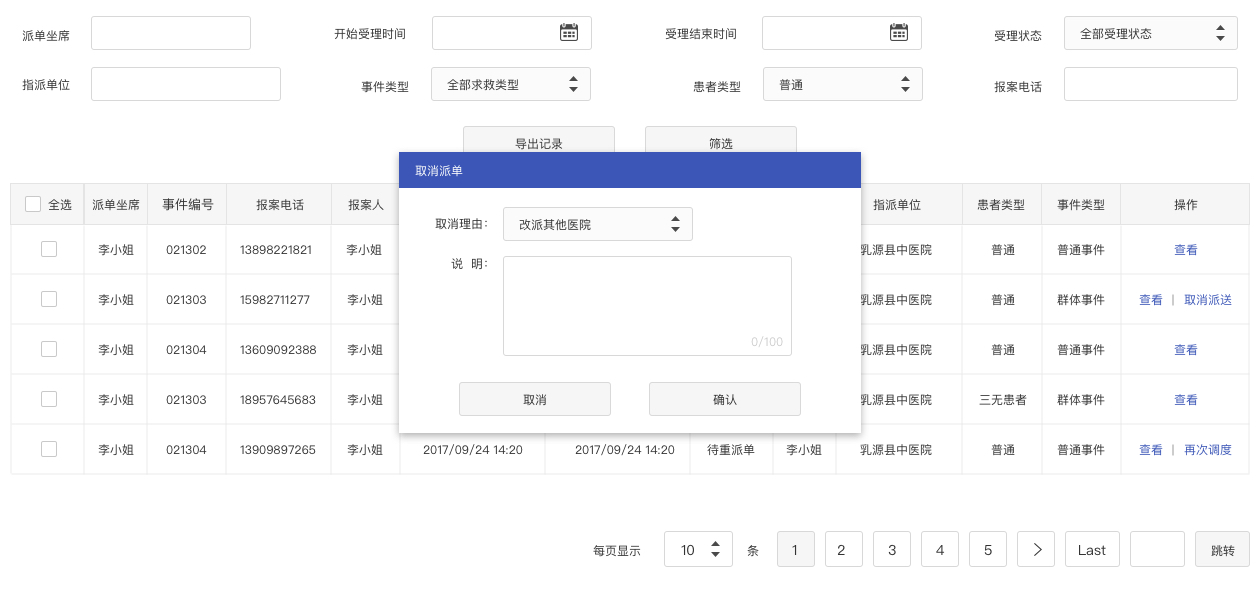 派单坐席 开始受理时间 受理结束时间 受理状态 全部受理状态
指派单位 事件类型 全部求救类型 患者类型 普通 报案电话
导出记录 筛选
取消派单
取消理由： 改派其他医院
说 明：
0/100
取消 确认
全选 派单坐席 事件编号 报案电话 报案人 指派单位 患者类型 事件类型 操作
李小姐 021302 13898221821 李小姐 乳源县中医院 普通 普通事件 查看
李小姐 021303 15982711277 李小姐 乳源县中医院 普通 群体事件 查看 | 取消派送
李小姐 021304 13609092388 李小姐 乳源县中医院 普通 普通事件 查看
李小姐 021303 18957645683 李小姐 乳源县中医院 三无患者 群体事件 查看
李小姐 021304 13909897265 李小姐 2017/09/24 14:20 2017/09/24 14:20 待重派单 李小姐 乳源县中医院 普通 普通事件 查看 | 再次调度
每页显示 10 条 1 2 3 4 5 > Last 跳转